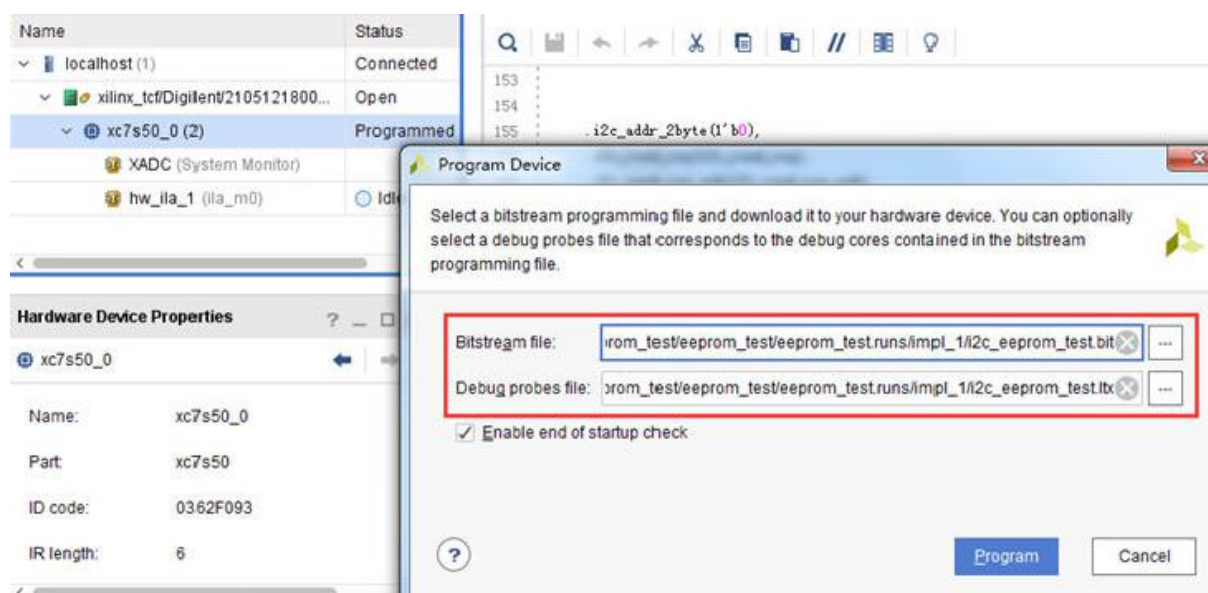 Name Status
localhost (1) Connected
xilinx_tcf/Digilent/2105121800... Open
xc7s50_0 (2) Programmed
XADC (System Monitor)
hw_ila_1 (ila_m0) Idl
153
154
155 .i2c_addr_2byte(1'b0),
Program Device
Select a bitstream programming file and download it to your hardware device. You can optionally
select a debug probes file that corresponds to the debug cores contained in the bitstream
programming file.
Bitstream file: rom_test/eeprom_test/eeprom_test.runs/impl_1/i2c_eeprom_test.bit ...
Debug probes file: prom_test/eeprom_test/eeprom_test.runs/impl_1/i2c_eeprom_test.ltx ...
Enable end of startup check
? Program Cancel
Hardware Device Properties ? _
xc7s50_0
Name: xc7s50_0
Part: xc7s50
ID code: 0362F093
IR length: 6